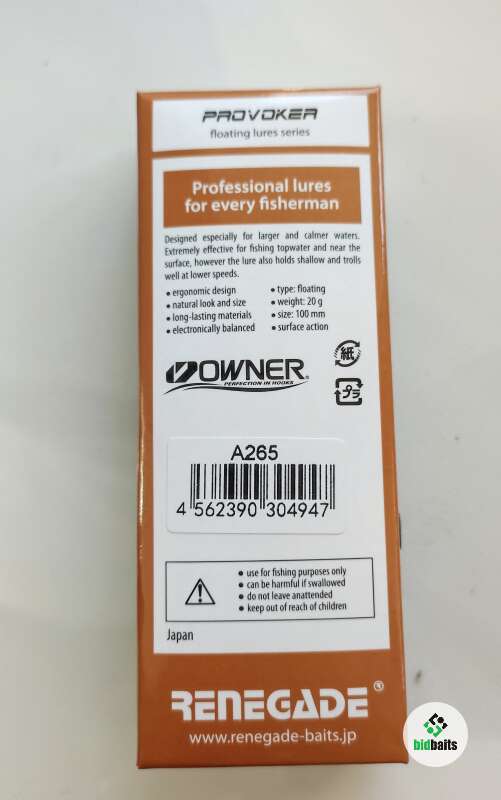 PROVOKER
floating lures series
Professional lures
for every fisherman
Designed especially for larger and calmer waters.
Extremely effective for fishing topwater and near the
surface, however the lure also holds shallow and trolls
well at lower speeds.
• ergonomic design
• natural look and size
• long-lasting materials
• electronically balanced
• type: floating
• weight: 20 g
• size: 100 mm
• surface action
OWNER®
PERFECTION IN HOOKS
紙
プラ
A265
4 562390 304947
• use for fishing purposes only
• can be harmful if swallowed
• do not leave anattended
• keep out of reach of children
Japan
RENEGADE®
www.renegade-baits.jp
bidbaits